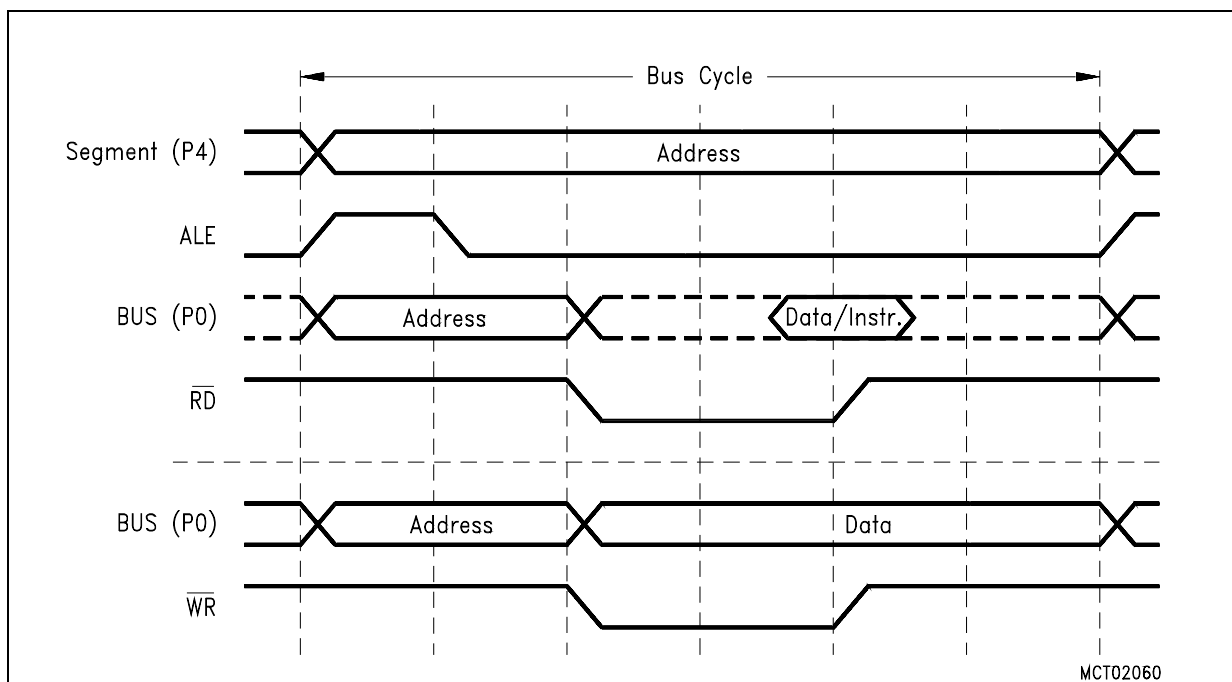 Bus Cycle
Segment (P4)
Address
ALE
BUS (P0)
Address
Data/Instr.
RD
BUS (P0)
Address
Data
WR
MCT02060